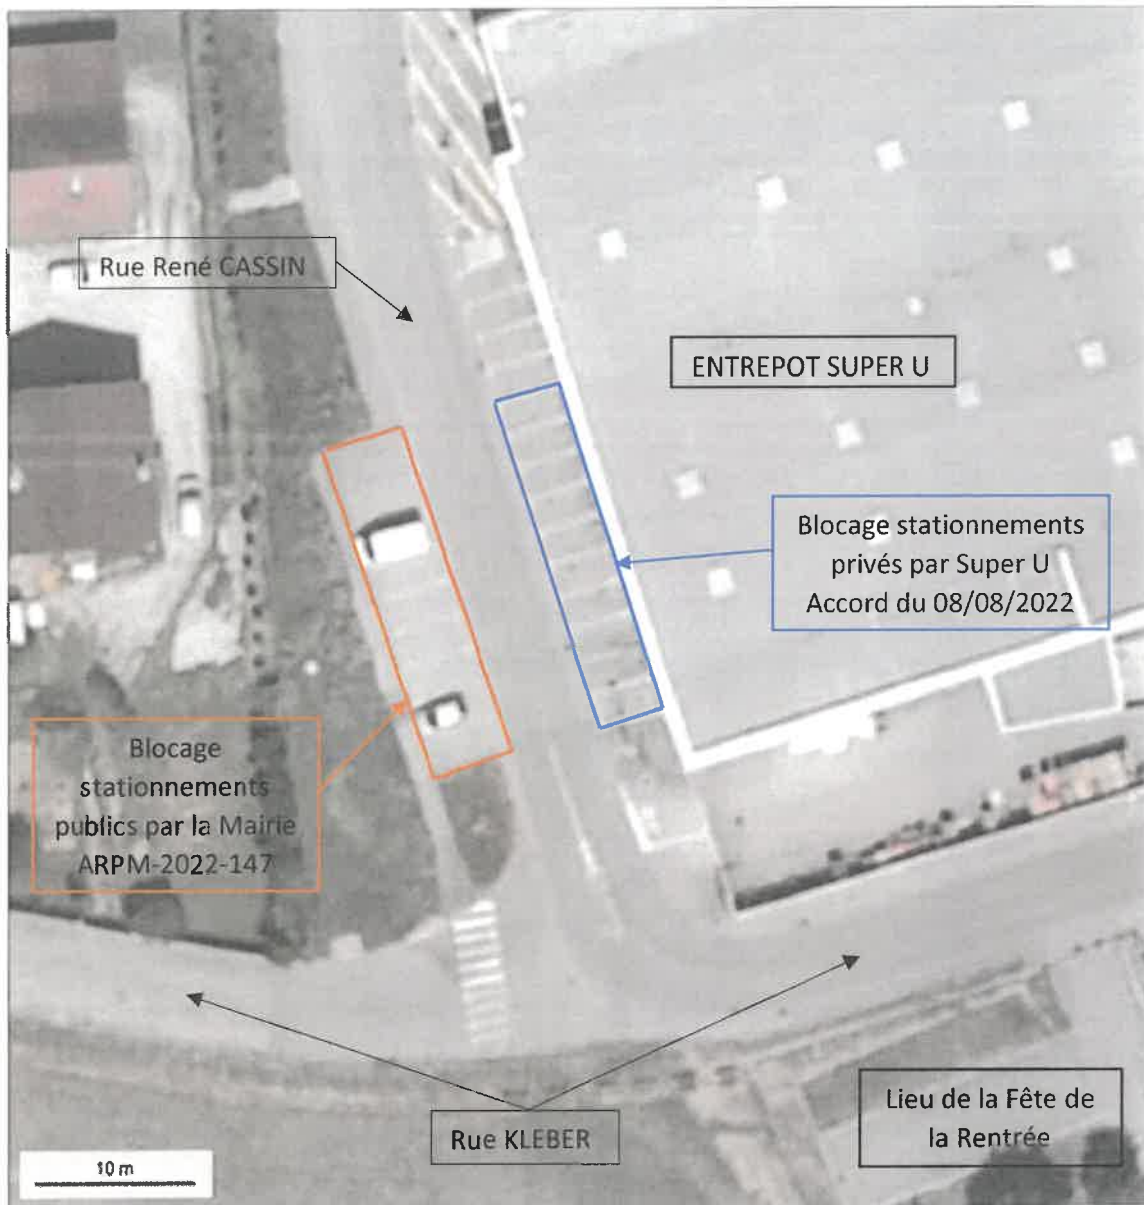 Rue René CASSIN
ENTREPOT SUPER U
Blocage stationnements
privés par Super U
Accord du 08/08/2022
Blocage
stationnements
publics par la Mairie
ARPM-2022-147
Rue KLEBER
Lieu de la Fête de
la Rentrée
10 m